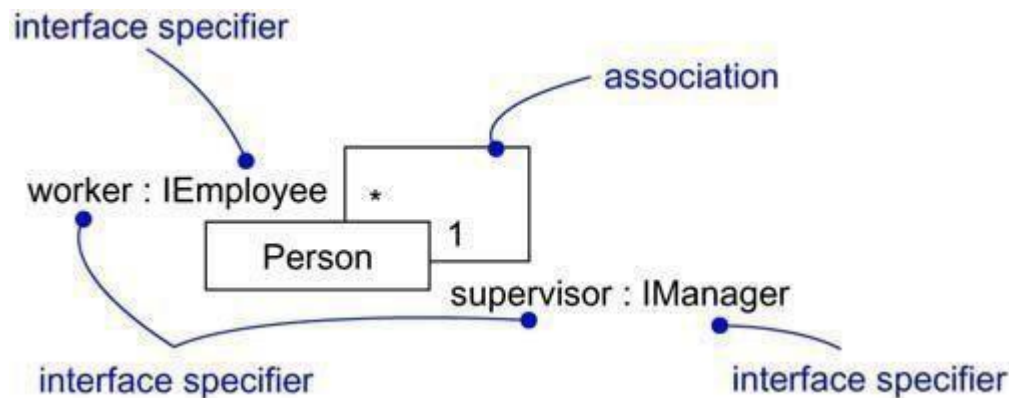 interface specifier
association
worker : IEmployee
*
1
Person
supervisor : IManager
interface specifier
interface specifier